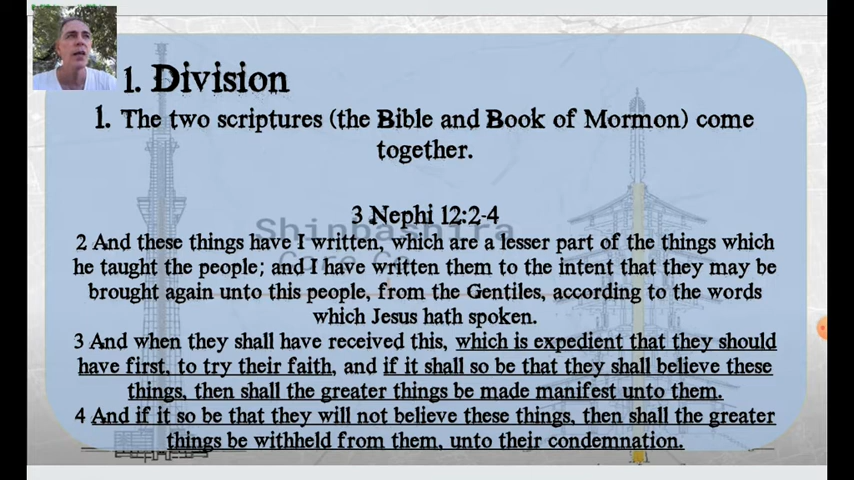 1. Division
1. The two scriptures (the Bible and Book of Mormon) come
together.
3 Nephi 12:2-4
Shinbashira
2 And these things have I written, which are a lesser part of the things which
he taught the people; and I have written them to the intent that they may be
brought again unto this people, from the Gentiles, according to the words
which Jesus hath spoken.
3 And when they shall have received this, which is expedient that they should
have first, to try their faith, and if it shall so be that they shall believe these
things, then shall the greater things be made manifest unto them.
4 And if it so be that they will not believe these things, then shall the greater
things be withheld from them, unto their condemnation.